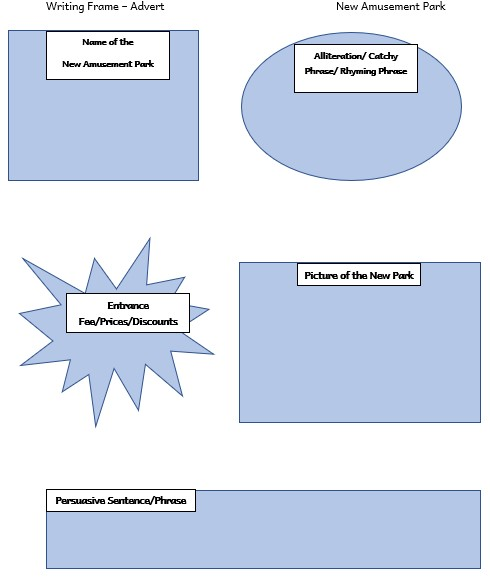 Writing Frame – Advert
New Amusement Park
Name of the
New Amusement Park
Alliteration/ Catchy
Phrase/ Rhyming Phrase
Entrance
Fee/Prices/Discounts
Picture of the New Park
Persuasive Sentence/Phrase